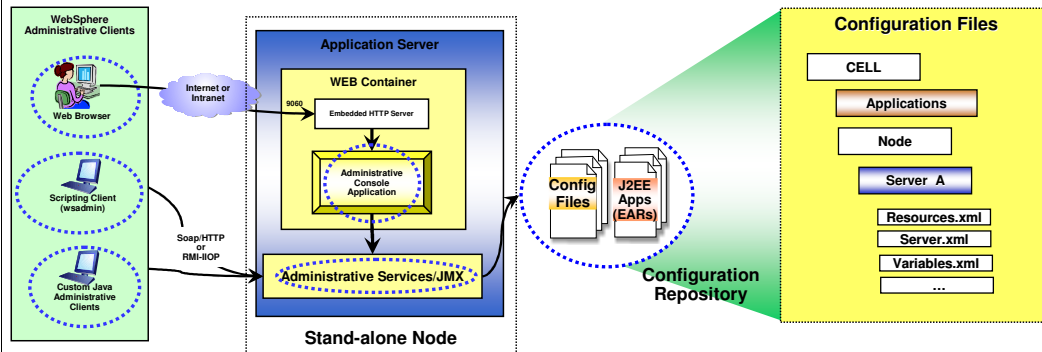 WebSphere
Administrative Clients
Web Browser
Scripting Client
(wsadmin)
Custom Java
Administrative
Clients
Internet or
Intranet
Soap/HTTP
or
RMI-IIOP
Application Server
WEB Container
9060
Embedded HTTP Server
Administrative
Console
Application
Administrative Services/JMX
Stand-alone Node
Config
Files
J2EE
Apps
(EARs)
Configuration
Repository
Configuration Files
CELL
Applications
Node
Server A
Resources.xml
Server.xml
Variables.xml
...